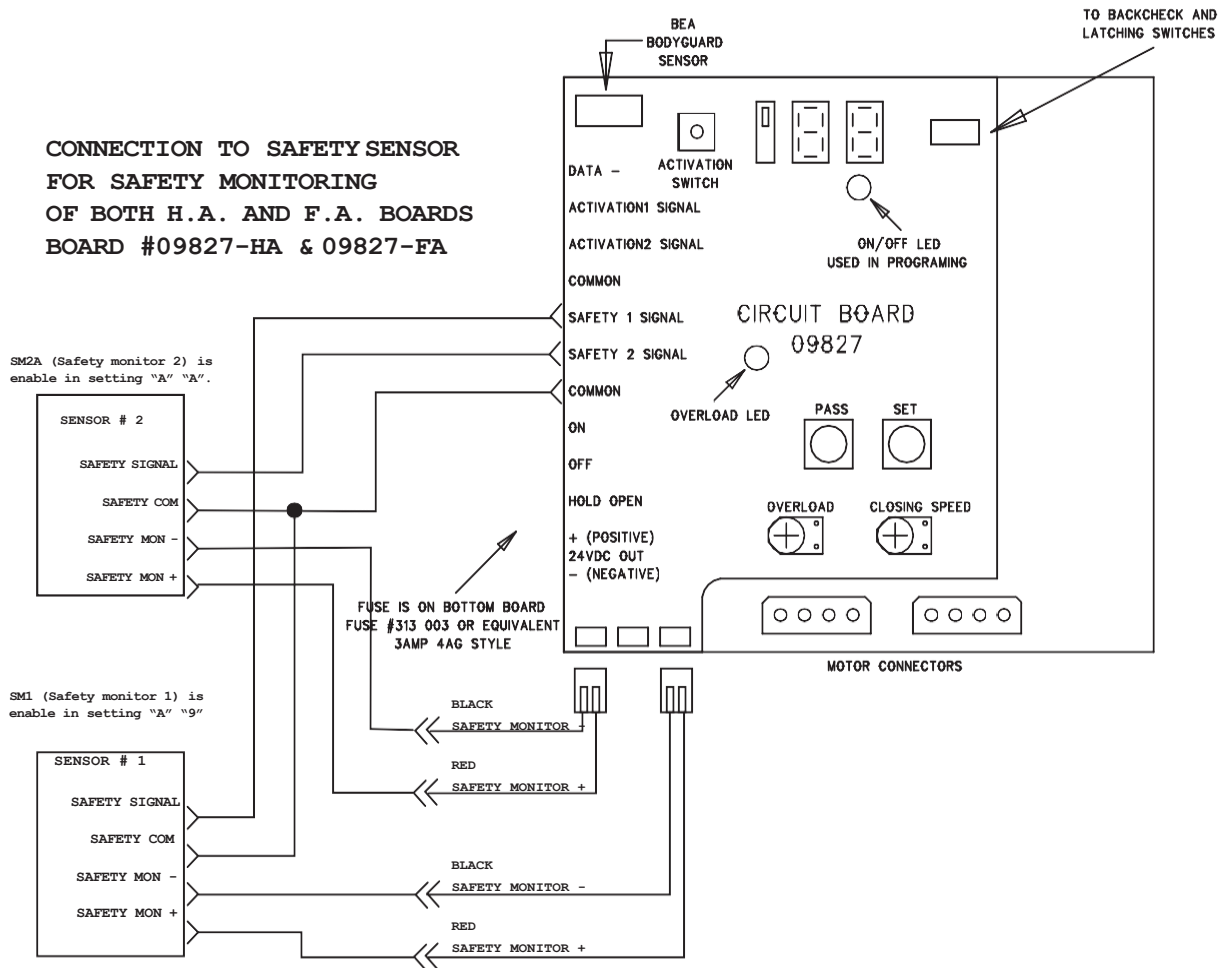 BEA
BODYGUARD
SENSOR
TO BACKCHECK AND
LATCHING SWITCHES
CONNECTION TO SAFETY SENSOR
FOR SAFETY MONITORING
OF BOTH H.A. AND F.A. BOARDS
BOARD #09827-HA & 09827-FA
ACTIVATION
SWITCH
DATA -
ACTIVATION1 SIGNAL
ACTIVATION2 SIGNAL
COMMON
SAFETY 1 SIGNAL
SAFETY 2 SIGNAL
COMMON
ON
OFF
HOLD OPEN
+ (POSITIVE)
24VDC OUT
- (NEGATIVE)
ON/OFF LED
USED IN PROGRAMING
CIRCUIT BOARD
09827
OVERLOAD LED
PASS
SET
OVERLOAD
CLOSING SPEED
FUSE IS ON BOTTOM BOARD
FUSE #313 003 OR EQUIVALENT
3AMP 4AG STYLE
MOTOR CONNECTORS
SM2A (Safety monitor 2) is
enable in setting “A” “A”.
SENSOR # 2
SAFETY SIGNAL
SAFETY COM
SAFETY MON -
SAFETY MON +
SM1 (Safety monitor 1) is
enable in setting “A” “9”
SENSOR # 1
SAFETY SIGNAL
SAFETY COM
SAFETY MON -
SAFETY MON +
BLACK
SAFETY MONITOR -
RED
SAFETY MONITOR +
BLACK
SAFETY MONITOR -
RED
SAFETY MONITOR +